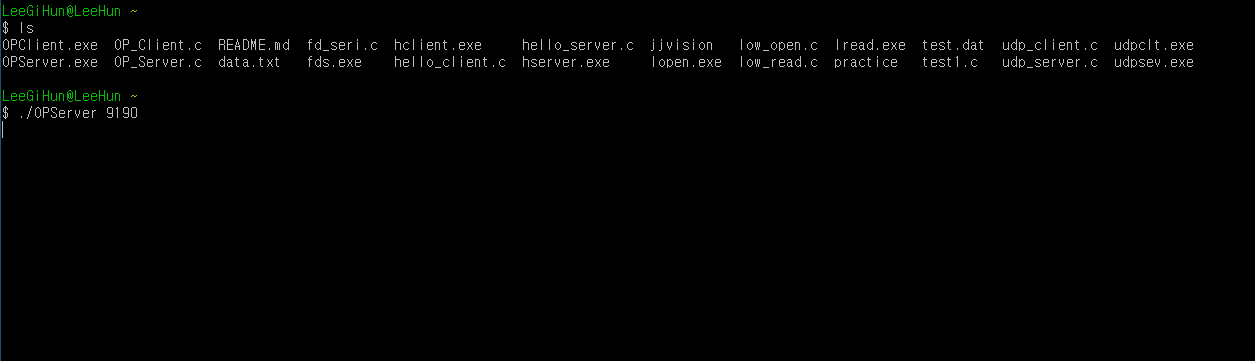 LeeGiHun@LeeHun ~
$ ls
OPClient.exe OP_Client.c README.md fd_seri.c hclient.exe hello_server.c jjvision low_open.c lread.exe test.dat udp_client.c udpclt.exe
OPServer.exe OP_Server.c data.txt fds.exe hello_client.c hserver.exe lopen.exe low_read.c practice test1.c udp_server.c udpsev.exe
LeeGiHun@LeeHun ~
$ ./OPServer 9190